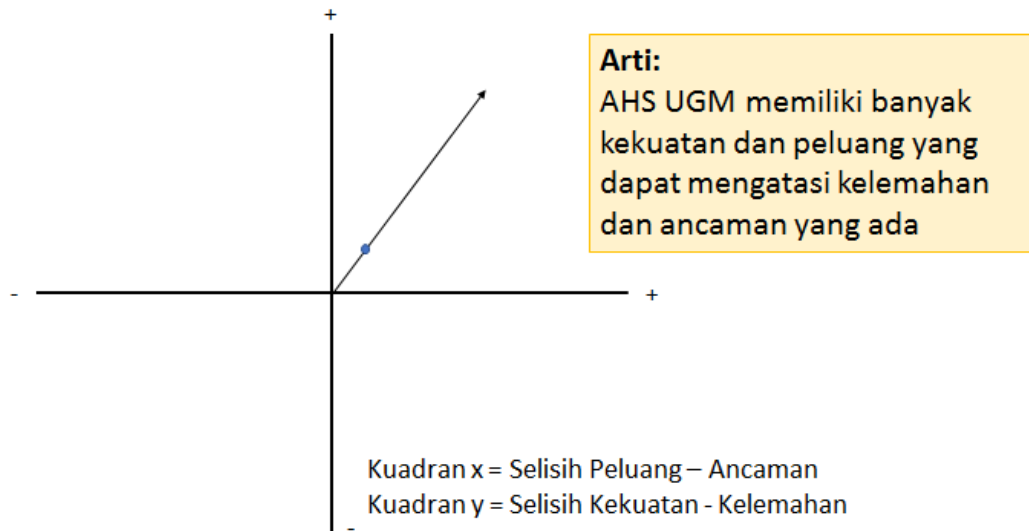 +
Arti:
AHS UGM memiliki banyak
kekuatan dan peluang yang
dapat mengatasi kelemahan
dan ancaman yang ada
-
+
Kuadran x = Selisih Peluang – Ancaman
Kuadran y = Selisih Kekuatan - Kelemahan
-